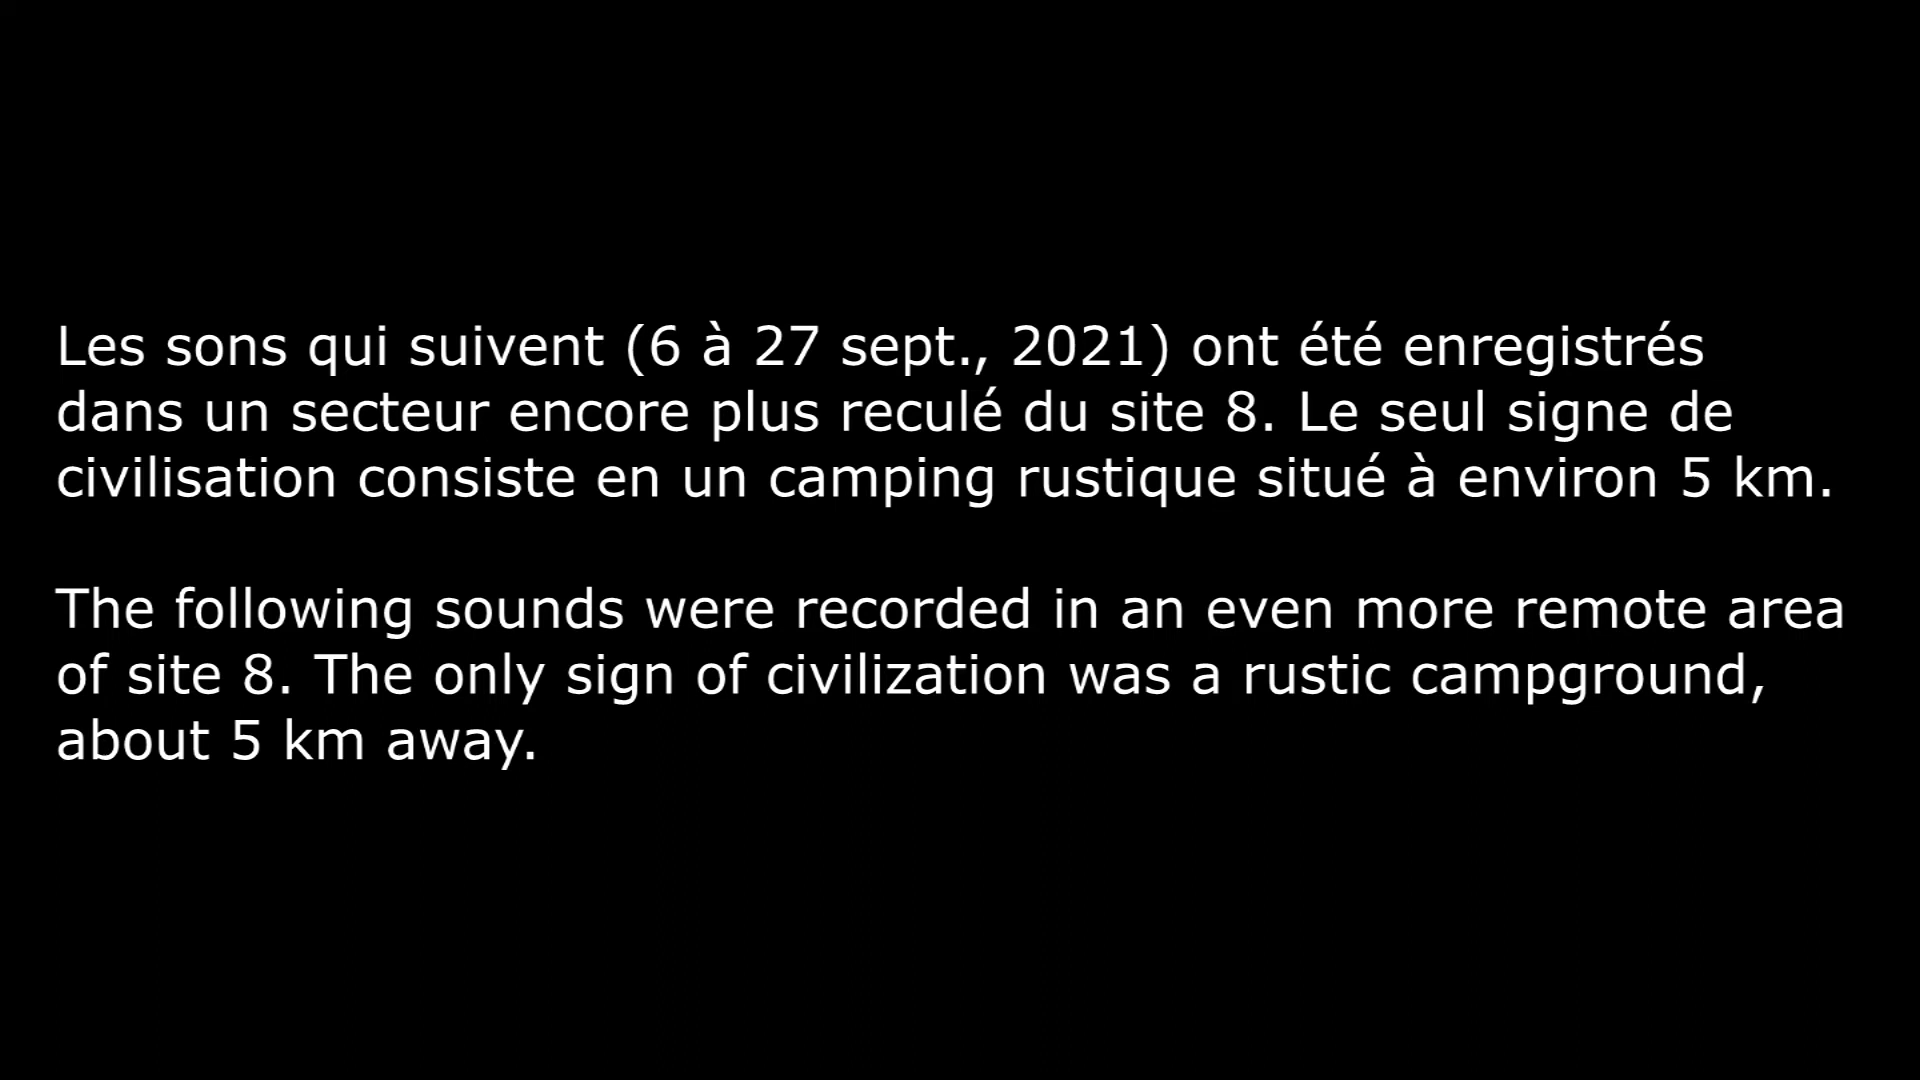 Les sons qui suivent (6 à 27 sept., 2021) ont été enregistrés
dans un secteur encore plus reculé du site 8. Le seul signe de
civilisation consiste en un camping rustique situé à environ 5 km.
The following sounds were recorded in an even more remote area
of site 8. The only sign of civilization was a rustic campground,
about 5 km away.